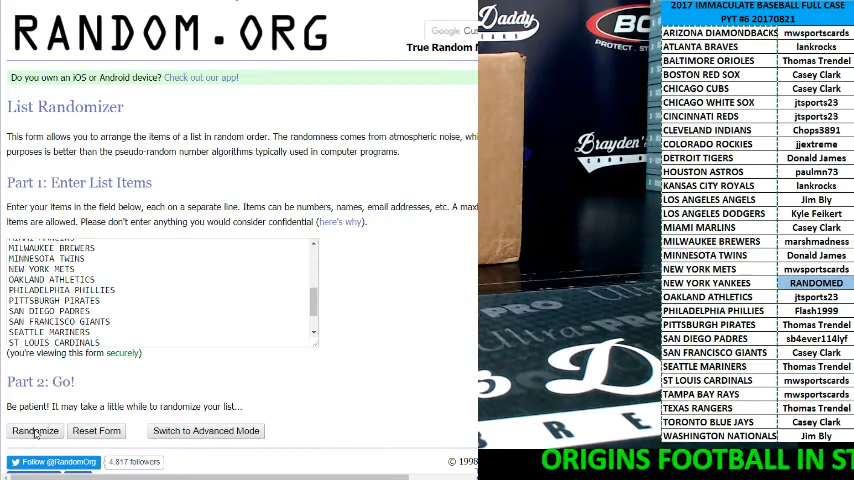 RANDOM.ORG
Google Cu
True Random N
Do you own an iOS or Android device? Check out our app!
List Randomizer
This form allows you to arrange the items of a list in random order. The randomness comes from atmospheric noise, whi
purposes is better than the pseudo-random number algorithms typically used in computer programs.
Part 1: Enter List Items
Enter your items in the field below, each on a separate line. Items can be numbers, names, email addresses, etc. A maxi
items are allowed. Please don't enter anything you would consider confidential (here's why).
MILWAUKEE BREWERS
MINNESOTA TWINS
NEW YORK METS
OAKLAND ATHLETICS
PHILADELPHIA PHILLIES
PITTSBURGH PIRATES
SAN DIEGO PADRES
SAN FRANCISCO GIANTS
SEATTLE MARINERS
ST LOUIS CARDINALS
(you're viewing this form securely)
Part 2: Go!
Be patient! It may take a little while to randomize your list...
Randomize Reset Form Switch to Advanced Mode
Follow @RandomOrg 4,817 followers
© 1998
Daddy
BC
PROTECT . ST
Brayden's
PRO
Ultra
PRO
B R E
2017 IMMACULATE BASEBALL FULL CASE
PYT #6 20170821
ARIZONA DIAMONDBACKS mwsportscards
ATLANTA BRAVES lankrocks
BALTIMORE ORIOLES Thomas Trendel
BOSTON RED SOX Casey Clark
CHICAGO CUBS Casey Clark
CHICAGO WHITE SOX jtsports23
CINCINNATI REDS jtsports23
CLEVELAND INDIANS Chops3891
COLORADO ROCKIES jjextreme
DETROIT TIGERS Donald James
HOUSTON ASTROS paulmn73
KANSAS CITY ROYALS lankrocks
LOS ANGELES ANGELS Jim Bly
LOS ANGELES DODGERS Kyle Feikert
MIAMI MARLINS Casey Clark
MILWAUKEE BREWERS marshmadness
MINNESOTA TWINS Donald James
NEW YORK METS mwsportscards
NEW YORK YANKEES RANDOMED
OAKLAND ATHLETICS jtsports23
PHILADELPHIA PHILLIES Flash1999
PITTSBURGH PIRATES Thomas Trendel
SAN DIEGO PADRES sb4ever114lyf
SAN FRANCISCO GIANTS Casey Clark
SEATTLE MARINERS Thomas Trendel
ST LOUIS CARDINALS mwsportscards
TAMPA BAY RAYS mwsportscards
TEXAS RANGERS Thomas Trendel
TORONTO BLUE JAYS Casey Clark
WASHINGTON NATIONALS Jim Bly
ORIGINS FOOTBALL IN ST